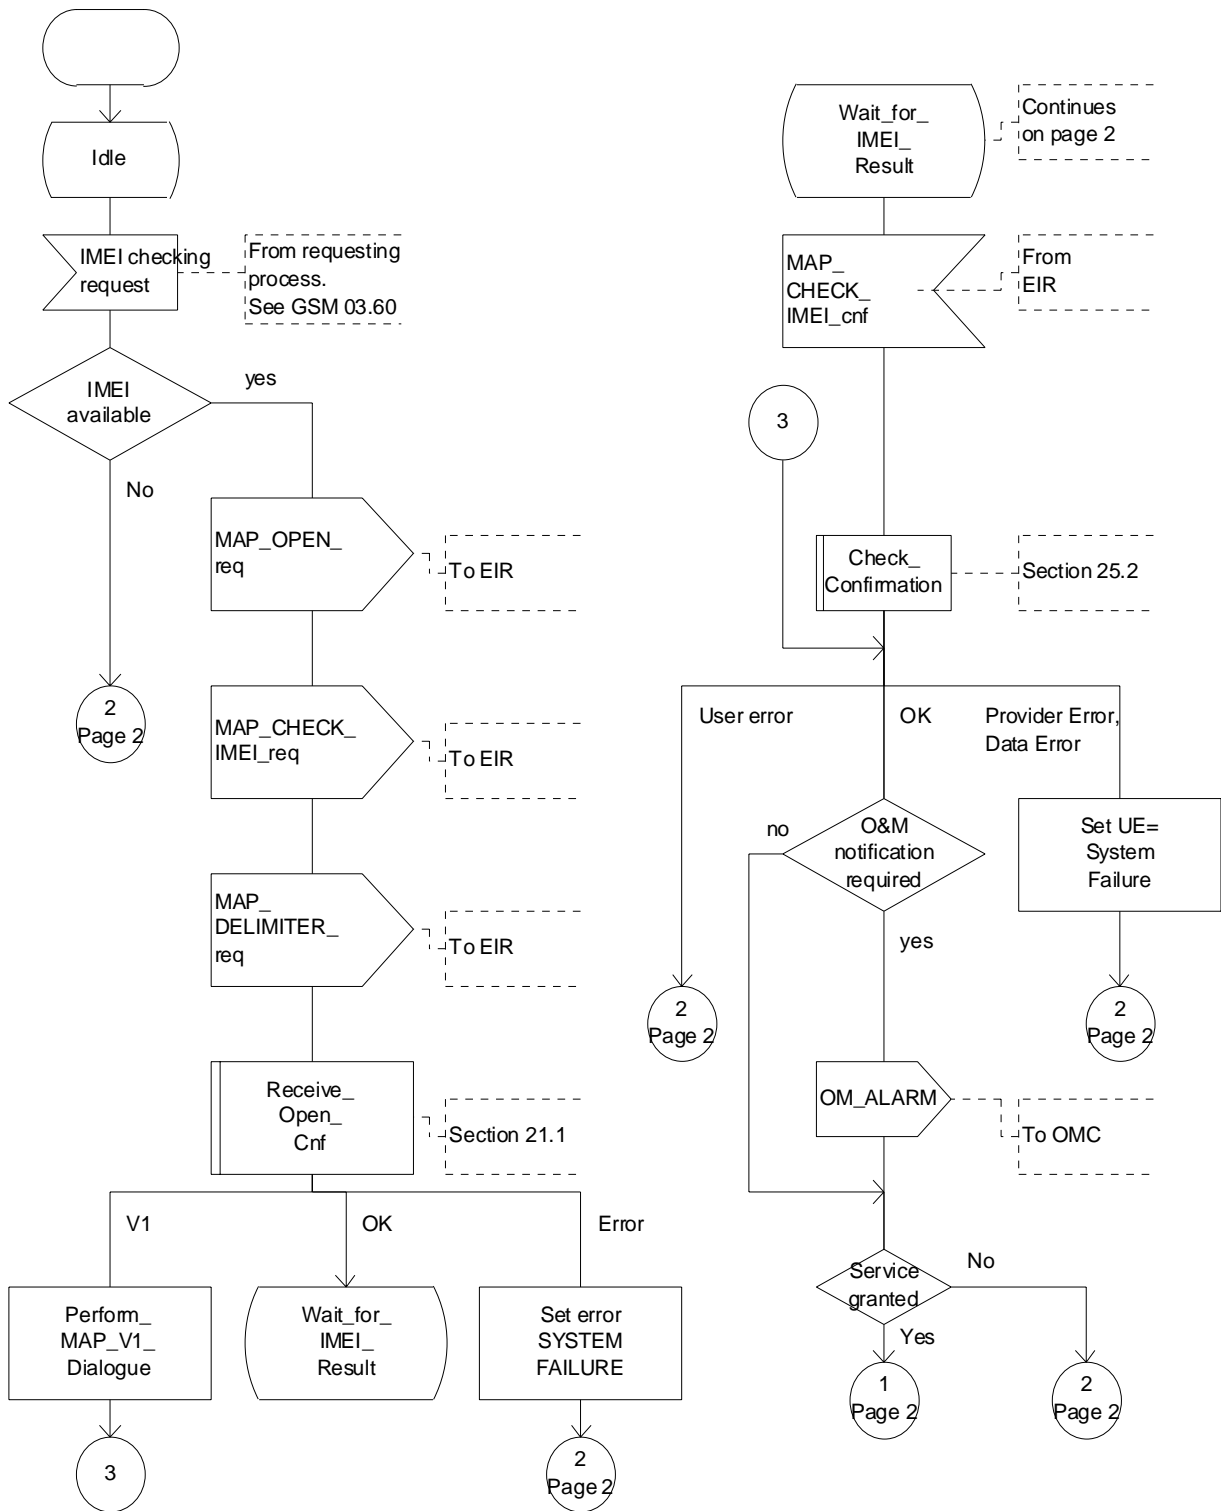 Idle
IMEI checking
request
From requesting
process.
See GSM 03.60
IMEI
available
yes
No
MAP_OPEN_
req
To EIR
2
Page 2
MAP_CHECK_
IMEI_req
To EIR
MAP_
DELIMITER_
req
To EIR
Receive_
Open_
Cnf
Section 21.1
V1
OK
Error
Perform_
MAP_V1_
Dialogue
Wait_for_
IMEI_
Result
Set error
SYSTEM
FAILURE
3
2
Page 2
Wait_for_
IMEI_
Result
Continues
on page 2
MAP_
CHECK_
IMEI_cnf
From
EIR
3
Check_
Confirmation
Section 25.2
User error
OK
Provider Error,
Data Error
no
O&M
notification
required
Set UE=
System
Failure
yes
2
Page 2
2
Page 2
OM_ALARM
To OMC
Service
granted
No
Yes
1
Page 2
2
Page 2